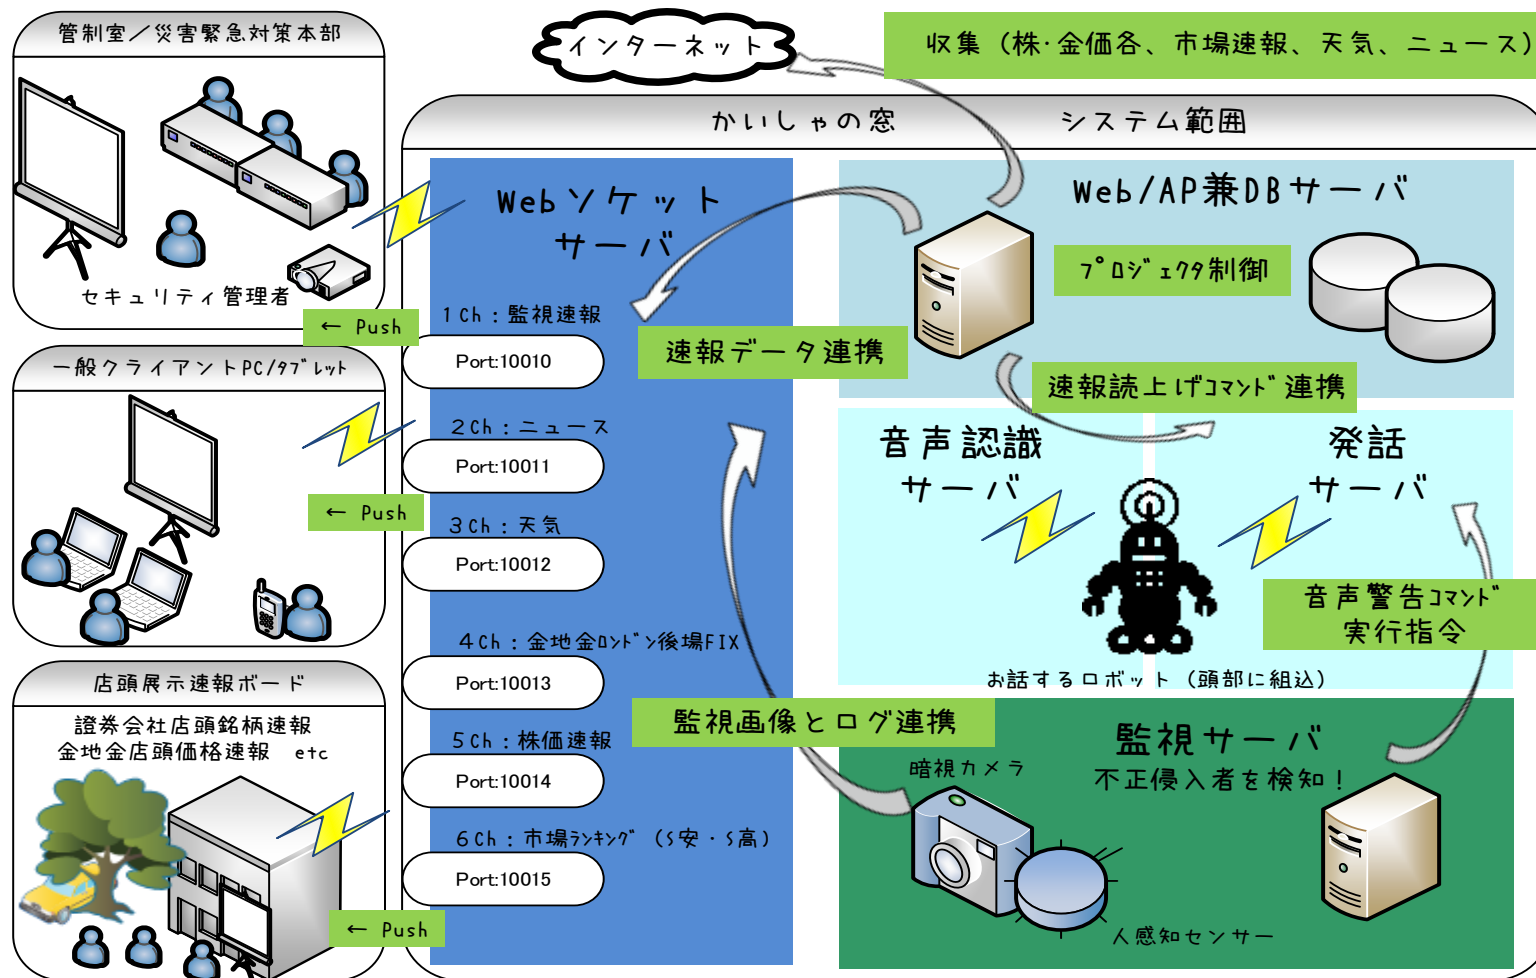 管制室／災害緊急対策本部
セキュリティ管理者
← Push
一般クライアントPC/ﾀﾌﾞﾚｯﾄ
← Push
店頭展示速報ボード
證券会社店頭銘柄速報
金地金店頭価格速報　etc
← Push
インターネット
収集（株･金価各、市場速報、天気、ニュース）
かいしゃの窓
システム範囲
Webソケット
サーバ
1Ch：監視速報
Port:10010
2Ch：ニュース
Port:10011
3Ch：天気
Port:10012
4Ch：金地金ﾛﾝﾄﾞﾝ後場FIX
Port:10013
5Ch：株価速報
Port:10014
6Ch：市場ﾗﾝｷﾝｸﾞ（S安・S高）
Port:10015
Web/AP兼DBサーバ
ﾌﾟﾛｼﾞｪｸﾀ制御
速報データ連携
速報読上げｺﾏﾝﾄﾞ連携
音声認識
サーバ
発話
サーバ
音声警告ｺﾏﾝﾄﾞ
実行指令
お話するロボット（頭部に組込）
監視画像とログ連携
監視サーバ
不正侵入者を検知！
暗視カメラ
人感知センサー